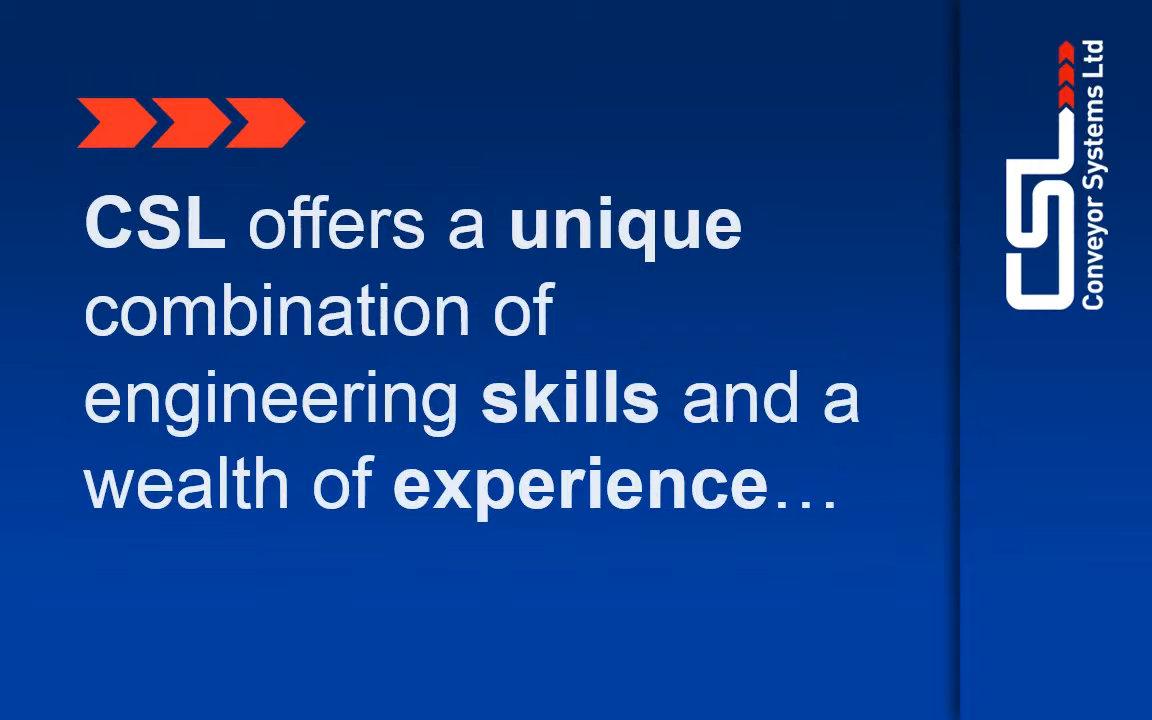 CSL offers a unique
combination of
engineering skills and a
wealth of experience…
CSL
Conveyor Systems Ltd